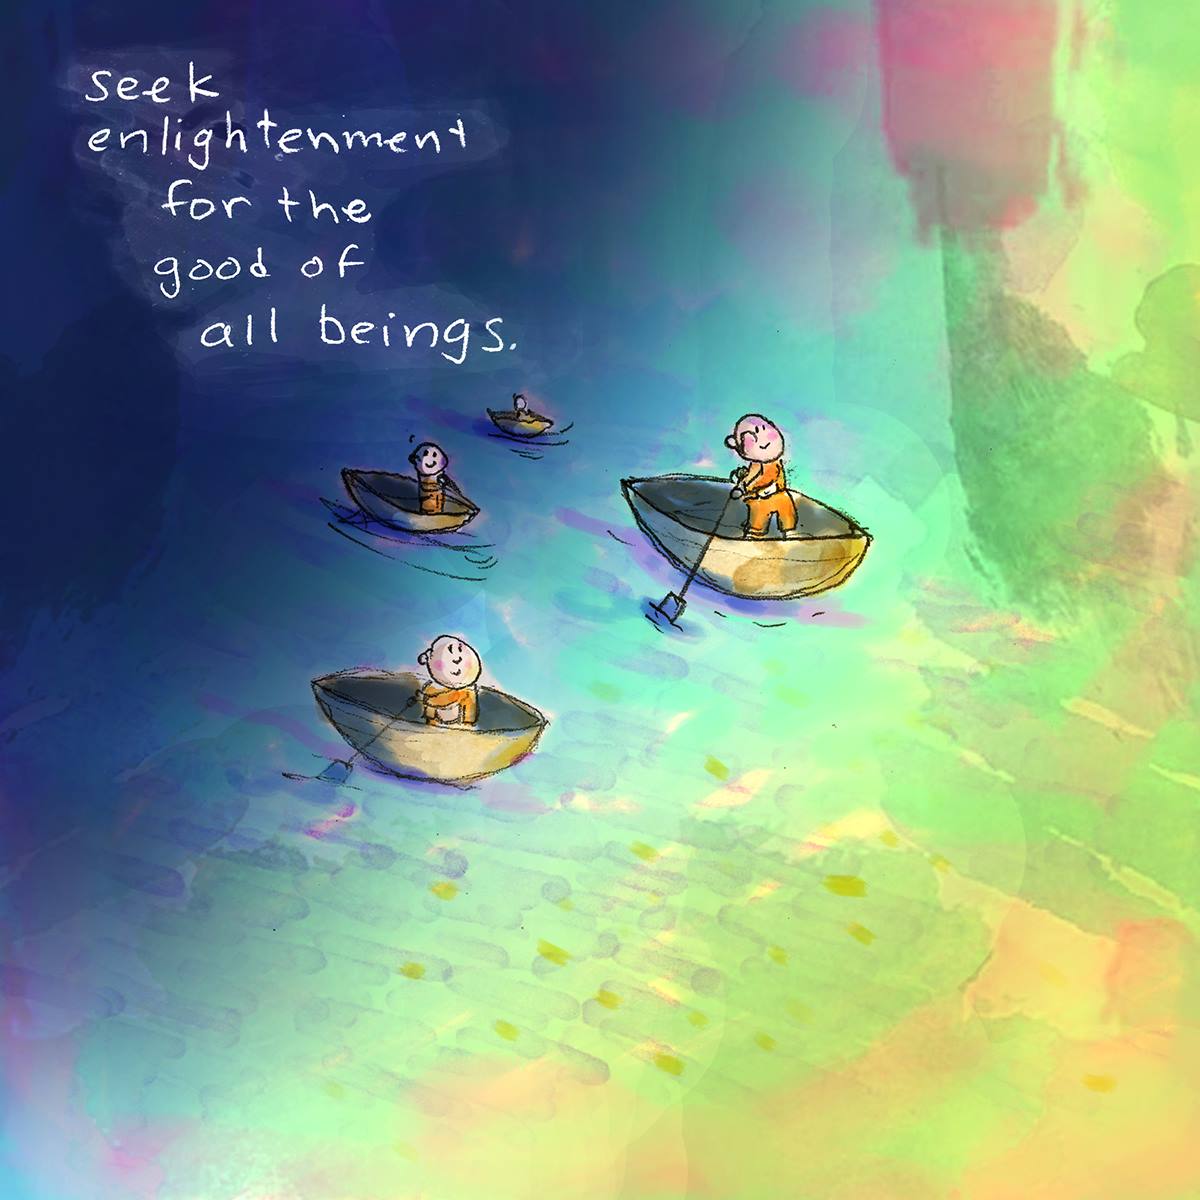 seek
enlightenment
for the
good of
all beings.